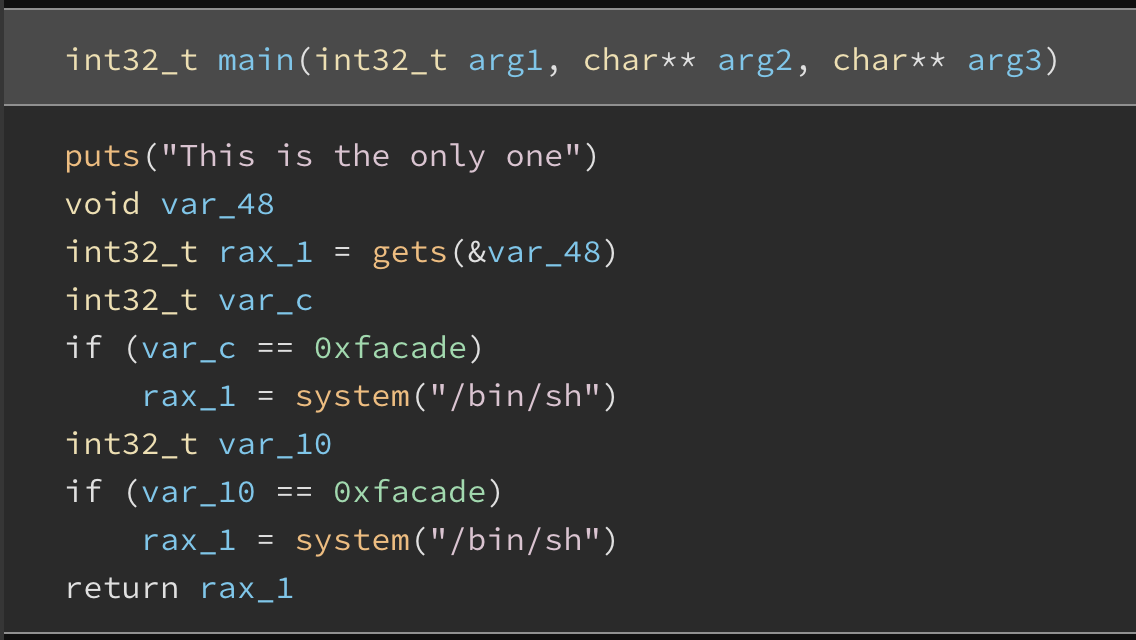 int32_t main(int32_t arg1, char** arg2, char** arg3)
puts("This is the only one")
void var_48
int32_t rax_1 = gets(&var_48)
int32_t var_c
if (var_c == 0xfacade)
    rax_1 = system("/bin/sh")
int32_t var_10
if (var_10 == 0xfacade)
    rax_1 = system("/bin/sh")
return rax_1